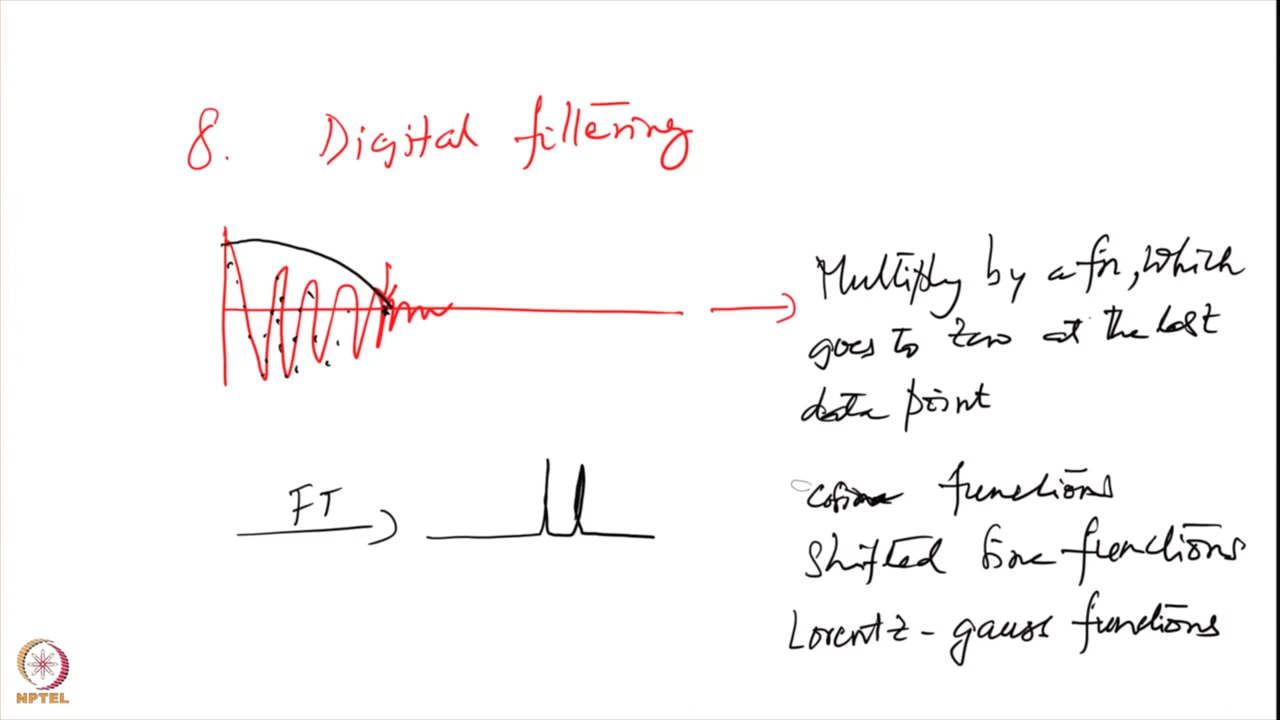 8. Digital filtering
Multiply by a fn, which
goes to zero at the last
data point
FT
Cosine functions
Shifted sine functions
Lorentz - gauss functions
NPTEL